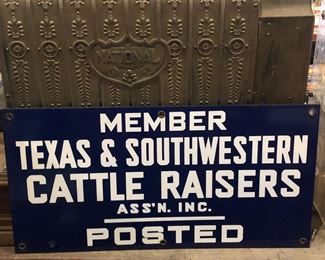 NATIONAL
MEMBER
TEXAS & SOUTHWESTERN
CATTLE RAISERS
ASS'N. INC.
POSTED